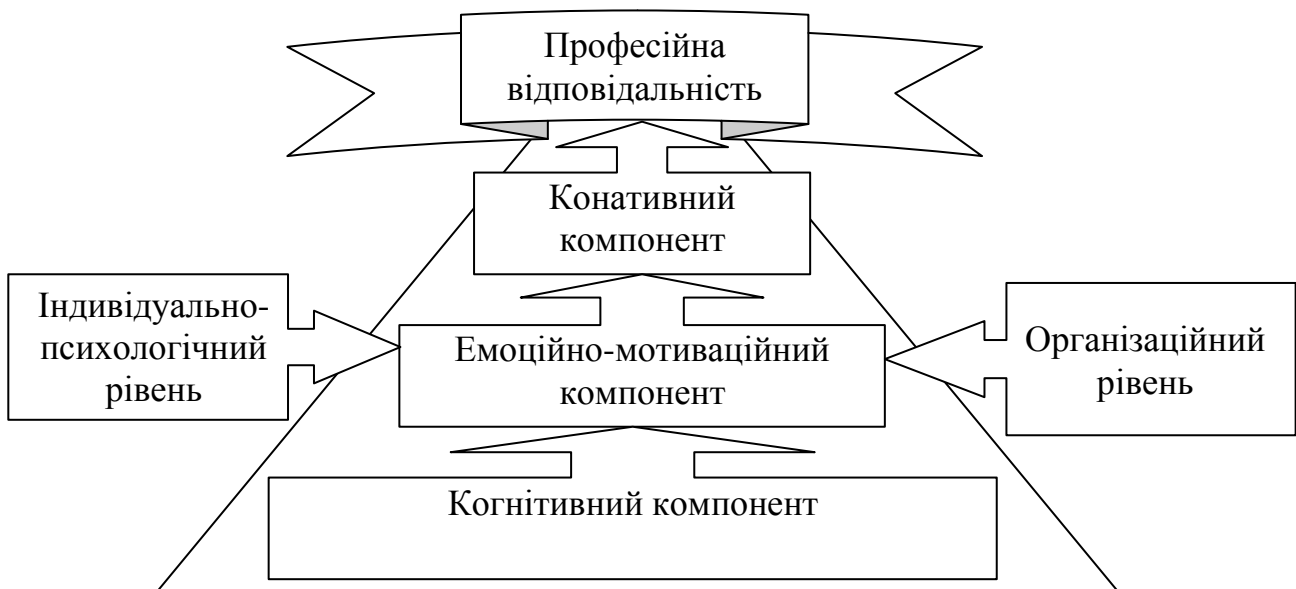 Професійна
відповідальність
Конативний
компонент
Індивідуально-
психологічний
рівень
Емоційно-мотиваційний
компонент
Організаційний
рівень
Когнітивний компонент